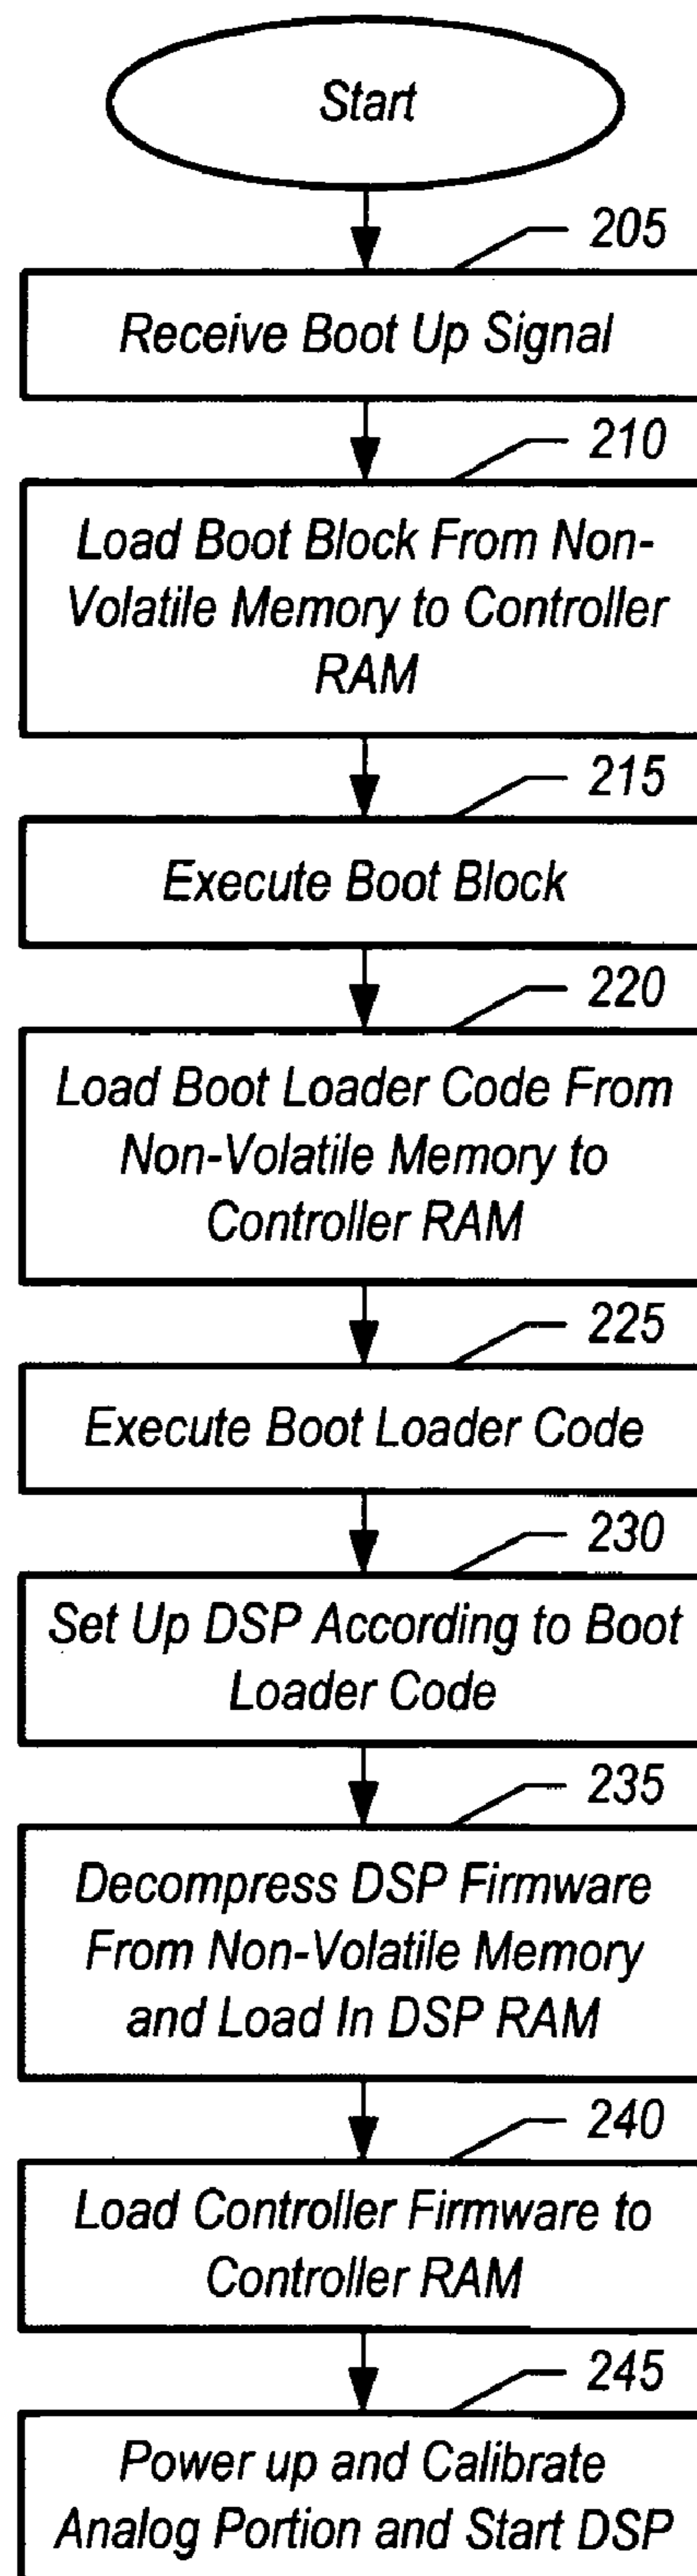 Start
205
Receive Boot Up Signal
210
Load Boot Block From Non-
Volatile Memory to Controller
RAM
215
Execute Boot Block
220
Load Boot Loader Code From
Non-Volatile Memory to
Controller RAM
225
Execute Boot Loader Code
230
Set Up DSP According to Boot
Loader Code
235
Decompress DSP Firmware
From Non-Volatile Memory
and Load In DSP RAM
240
Load Controller Firmware to
Controller RAM
245
Power up and Calibrate
Analog Portion and Start DSP